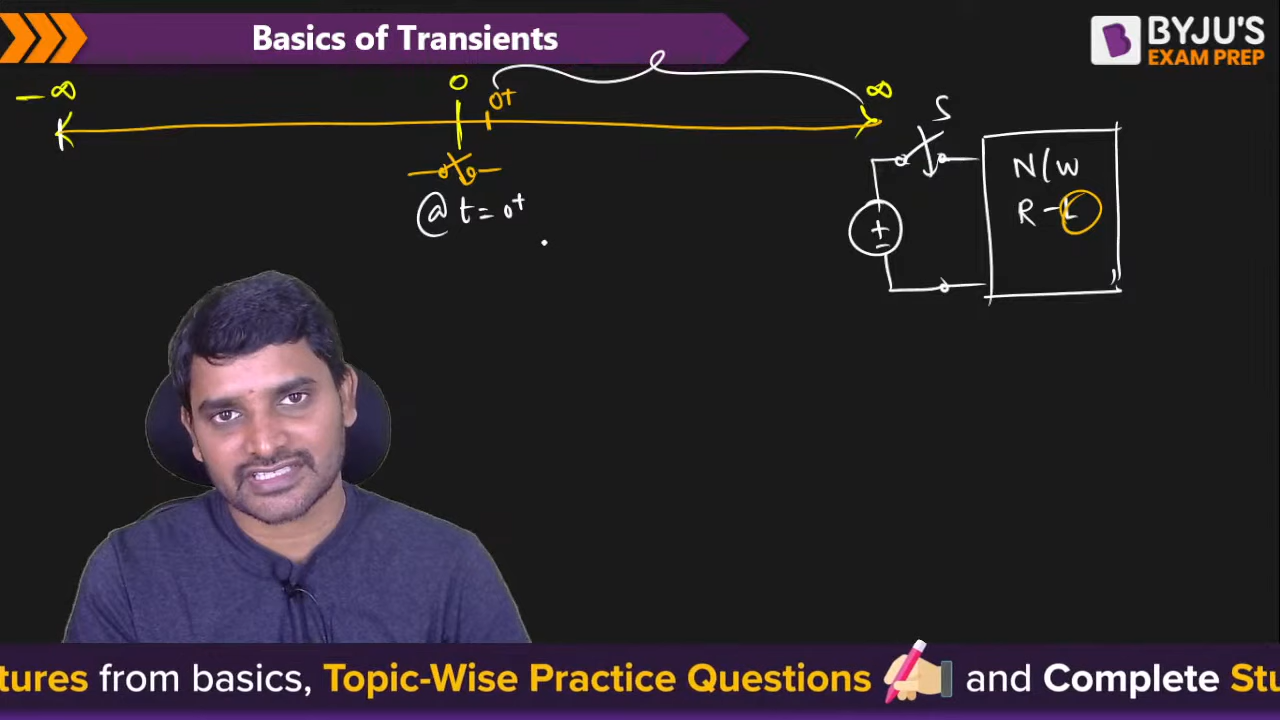 Basics of Transients
BYJU'S
EXAM PREP
-∞
0
0+
∞
S
N/W
R-L
@ t = 0+
tures from basics, Topic-Wise Practice Questions and Complete Stu